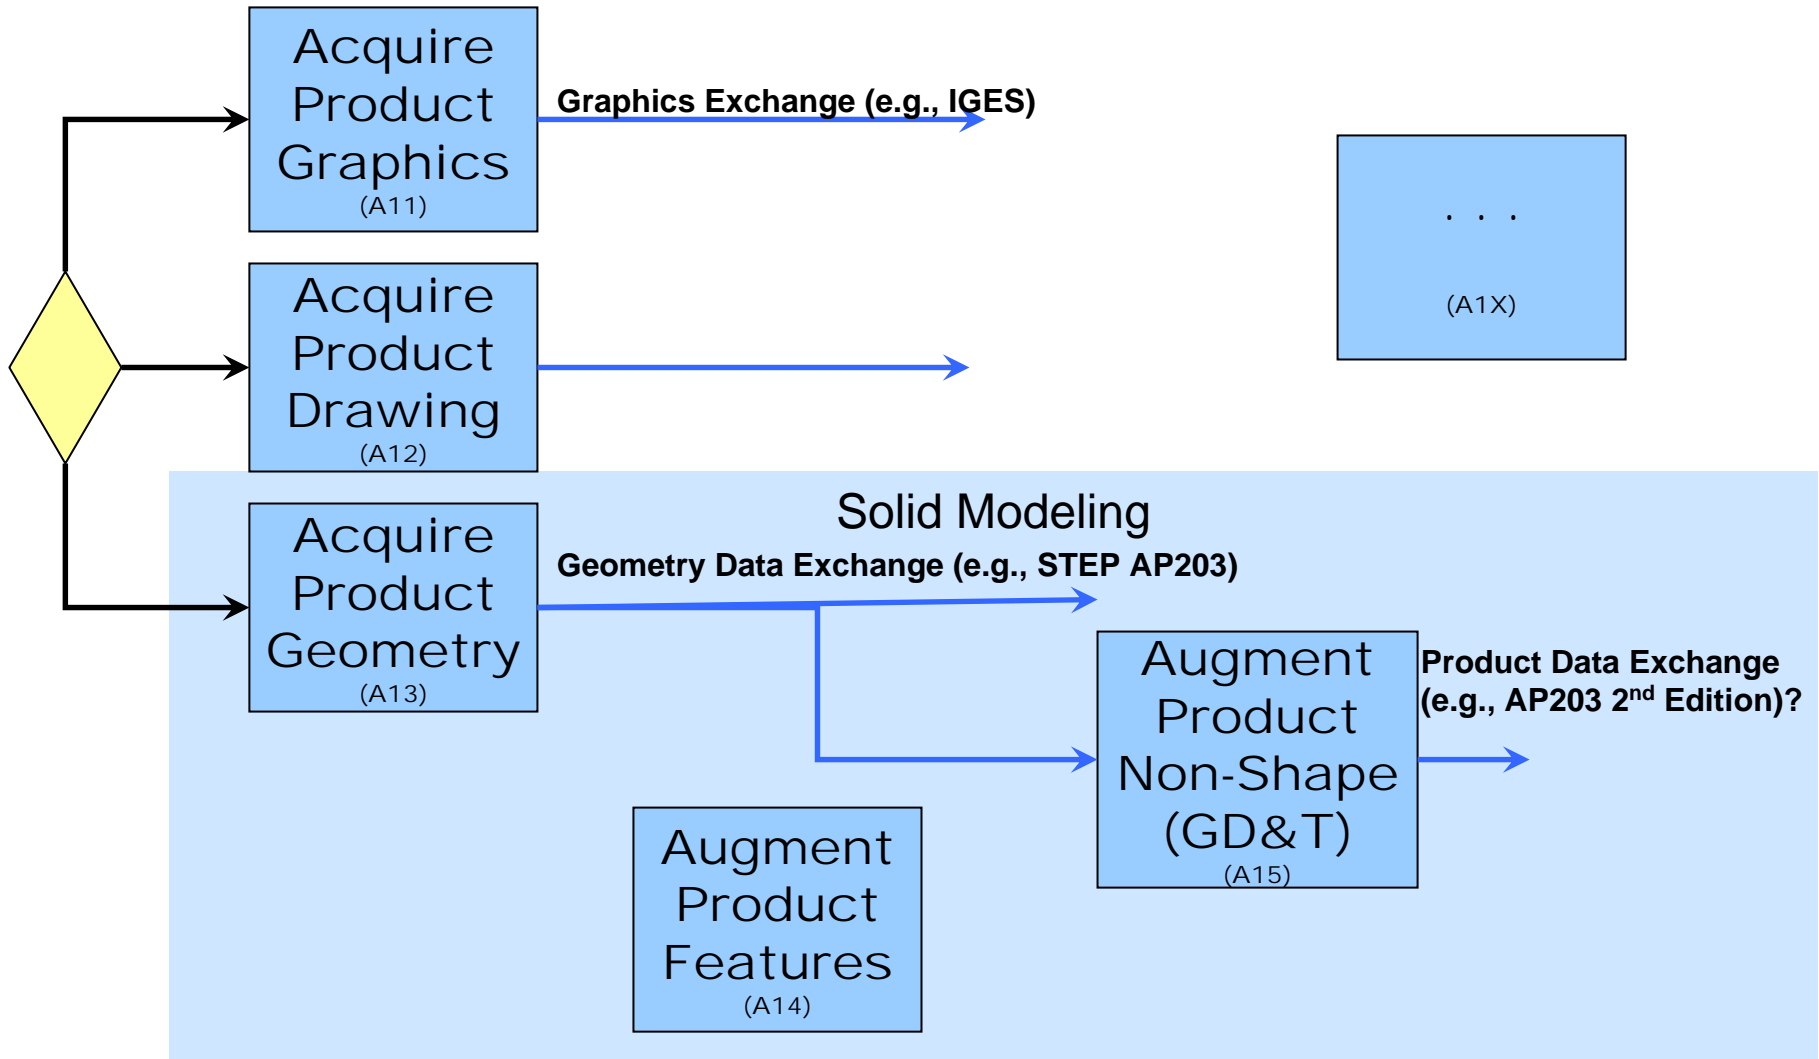 Acquire
Product
Graphics
(A11)
Graphics Exchange (e.g., IGES)
. . .
(A1X)
Acquire
Product
Drawing
(A12)
Solid Modeling
Acquire
Product
Geometry
(A13)
Geometry Data Exchange (e.g., STEP AP203)
Augment
Product
Non-Shape
(GD&T)
(A15)
Product Data Exchange
(e.g., AP203 2nd Edition)?
Augment
Product
Features
(A14)